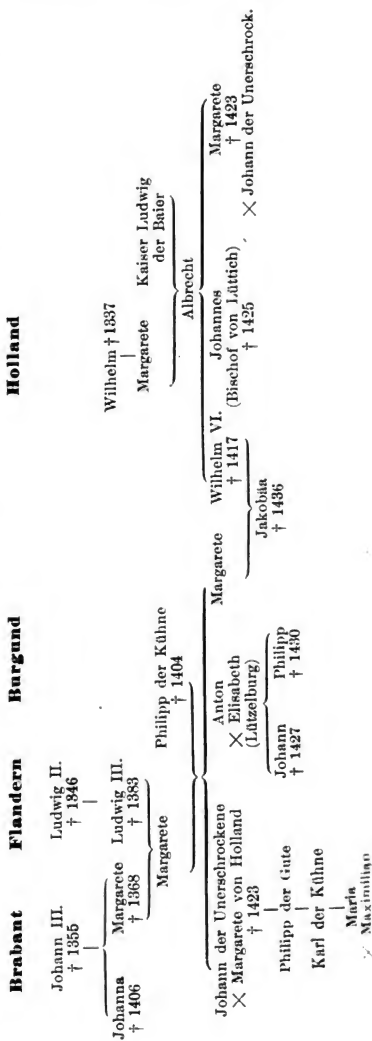 Brabant Flandern Burgund Holland
Johann III. Ludwig II. Wilhelm † 1337
† 1355 † 1346
Margarete Kaiser Ludwig
der Baier
Johanna Margarete Ludwig III. Philipp der Kühne
† 1406 † 1368 † 1383 † 1404
Margarete Albrecht
Johann der Unerschrockene Anton Margarete Wilhelm VI. Johannes Margarete
× Margarete von Holland × Elisabeth † 1417 (Bischof von Lüttich) † 1423
† 1423 (Lützelburg) † 1425 × Johann der Unerschrock.
Philipp der Gute Johann Philipp Jakobäa
† 1427 † 1430 † 1436
Karl der Kühne
Maria
× Maximilian